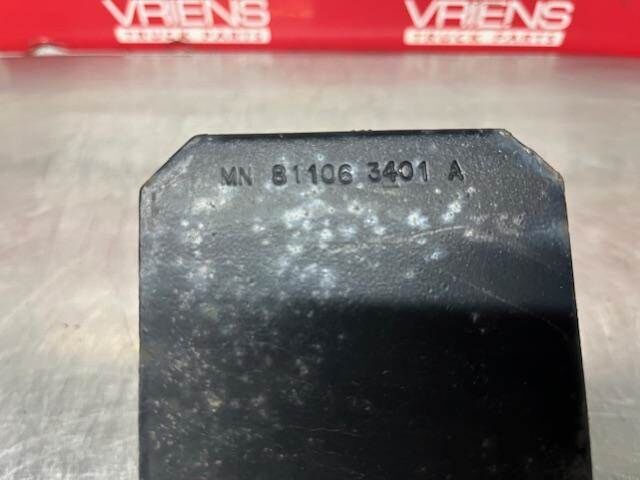 VRIENS VRIENS
TRUCK PARTS TRUCK PARTS
MN 81106 3401 A